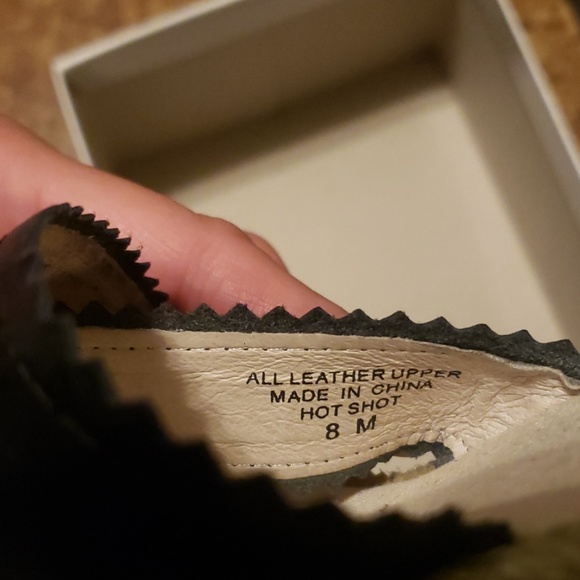 ALL LEATHER UPPER
MADE IN CHINA
HOT SHOT
8 M